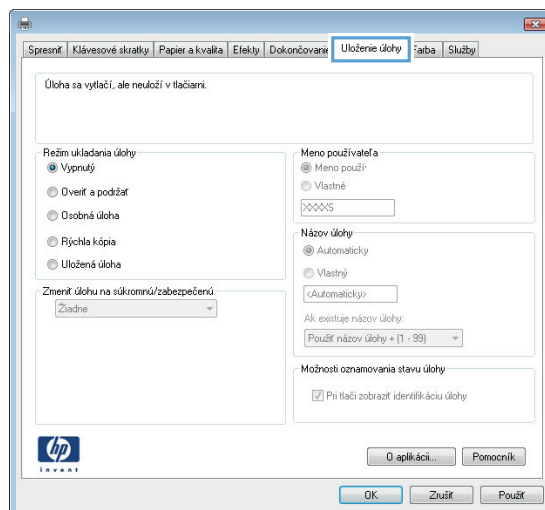 Spresniť Klávesové skratky Papier a kvalita Efekty Dokončovanie Uloženie úlohy Farba Služby
Úloha sa vytlačí, ale neuloží v tlačiarni.
Režim ukladania úlohy
Vypnutý
Overiť a podržať
Osobná úloha
Rýchla kópia
Uložená úloha
Zmeniť úlohu na súkromnú/zabezpečenú
Žiadne
Meno používateľa
Meno použí
Vlastné
XXXXS
Názov úlohy
Automaticky
Vlastný
<Automaticky>
Ak existuje názov úlohy:
Použiť názov úlohy + (1 - 99)
Možnosti oznamovania stavu úlohy
Pri tlači zobraziť identifikáciu úlohy
hp
invent
O aplikácii... Pomocník
OK Zrušiť Použiť